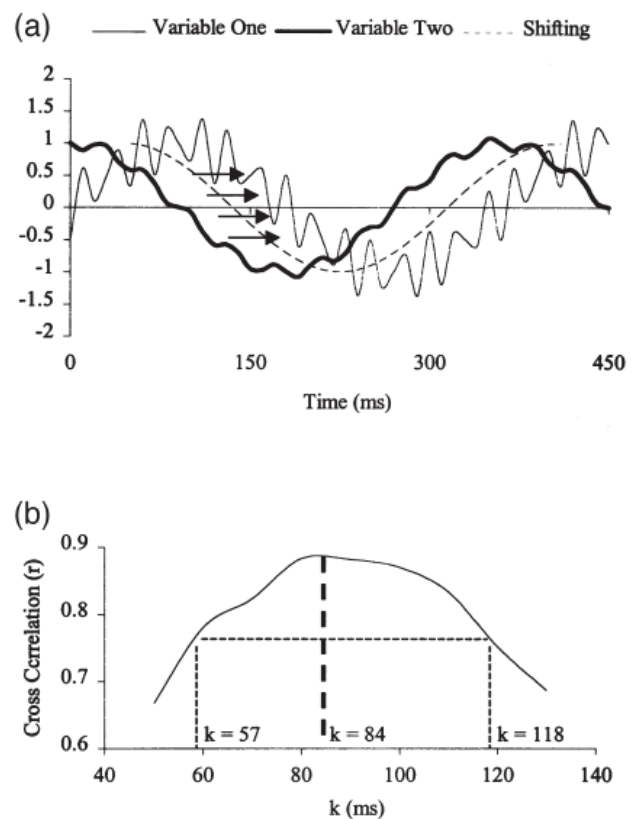 (a)
Variable One Variable Two Shifting
2
1.5
1
0.5
0
-0.5
-1
-1.5
-2
0 150 300 450
Time (ms)
(b)
Cross Ccrrelation (r)
0.9
0.8
0.7
0.6
k = 57 k = 84 k = 118
40 60 80 100 120 140
k (ms)